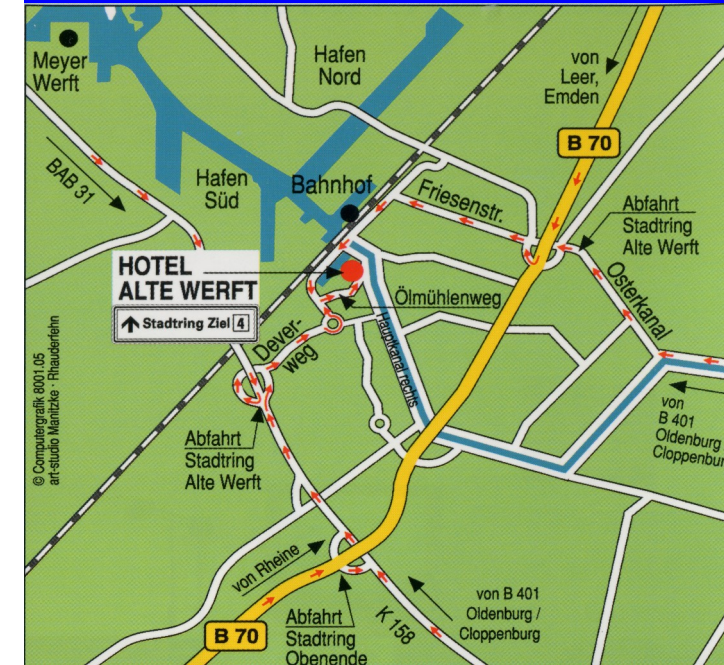 Meyer
Werft
Hafen
Nord
von
Leer,
Emden
B 70
BAB 31
Hafen
Süd
Bahnhof
Friesenstr.
Abfahrt
Stadtring
Alte Werft
HOTEL
ALTE WERFT
Stadtring Ziel 4
Ölmühlenweg
Osterkanal
Dever-
weg
Hauptkanal rechts
von
B 401
Oldenburg
Cloppenbur
© Computergrafik 8001.05
art-studio Manitzke · Rhauderfehn
Abfahrt
Stadtring
Alte Werft
von Rheine
von B 401
Oldenburg /
Cloppenburg
K 158
B 70
Abfahrt
Stadtring
Obenende